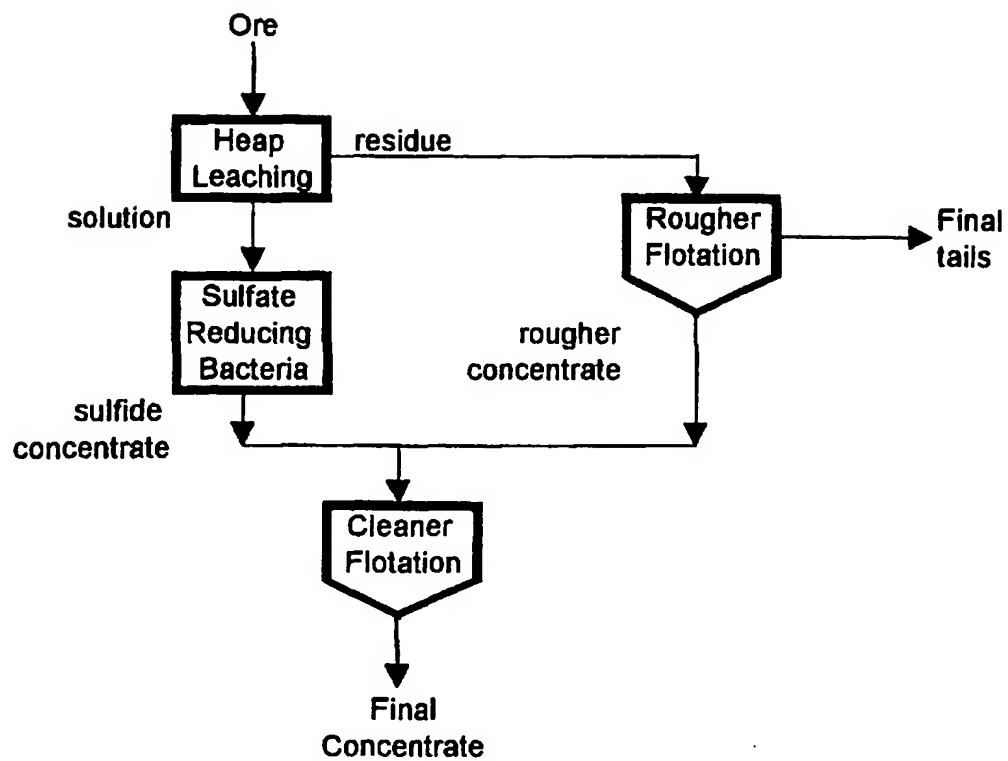 Ore
Heap
Leaching
residue
solution
Rougher
Flotation
Final
tails
Sulfate
Reducing
Bacteria
rougher
concentrate
sulfide
concentrate
Cleaner
Flotation
Final
Concentrate